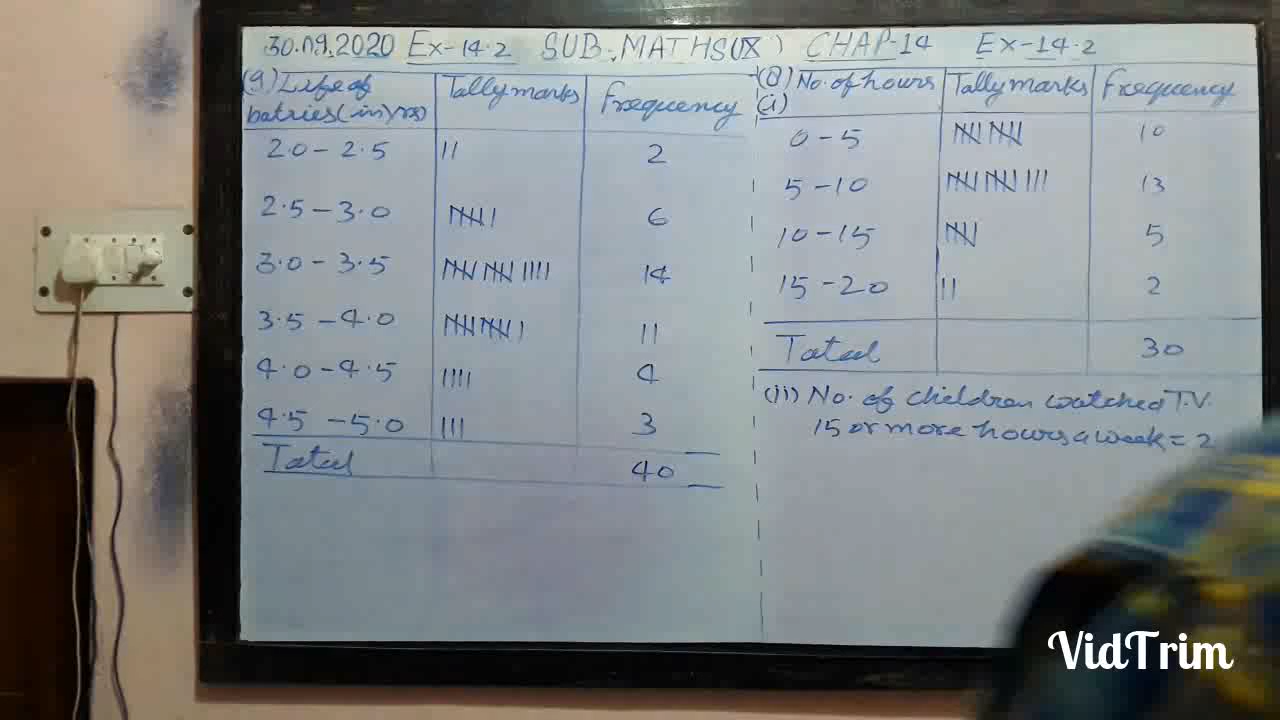 30.09.2020 Ex-14.2 SUB.MATHS(IX) CHAP-14 Ex-14.2
(9) Life of batries(in yrs) Tally marks Frequency
2.0 - 2.5 || 2
2.5 - 3.0 |||| | 6
3.0 - 3.5 |||| |||| |||| 14
3.5 - 4.0 |||| |||| | 11
4.0 - 4.5 |||| 4
4.5 - 5.0 ||| 3
Total 40
(8) No. of hours Tally marks Frequency
(i)
0 - 5 |||| |||| 10
5 - 10 |||| |||| ||| 13
10 - 15 |||| 5
15 - 20 || 2
Total 30
(ii) No. of children watched T.V.
15 or more hours a week = 2
VidTrim